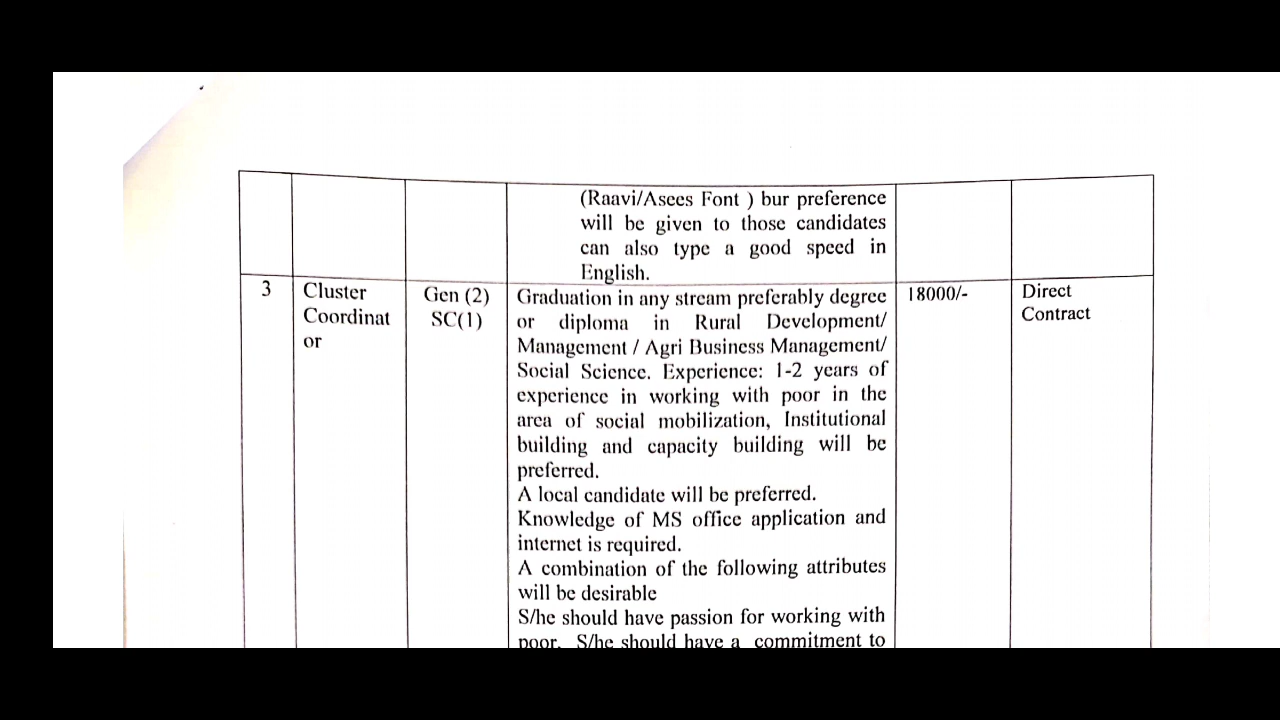 (Raavi/Asees Font ) bur preference
will be given to those candidates
can also type a good speed in
English.
3
Cluster
Coordinat
or
Gen (2)
SC(1)
Graduation in any stream preferably degree
or diploma in Rural Development/
Management / Agri Business Management/
Social Science. Experience: 1-2 years of
experience in working with poor in the
area of social mobilization, Institutional
building and capacity building will be
preferred.
A local candidate will be preferred.
Knowledge of MS office application and
internet is required.
A combination of the following attributes
will be desirable
S/he should have passion for working with
poor. S/he should have a commitment to
18000/-
Direct
Contract